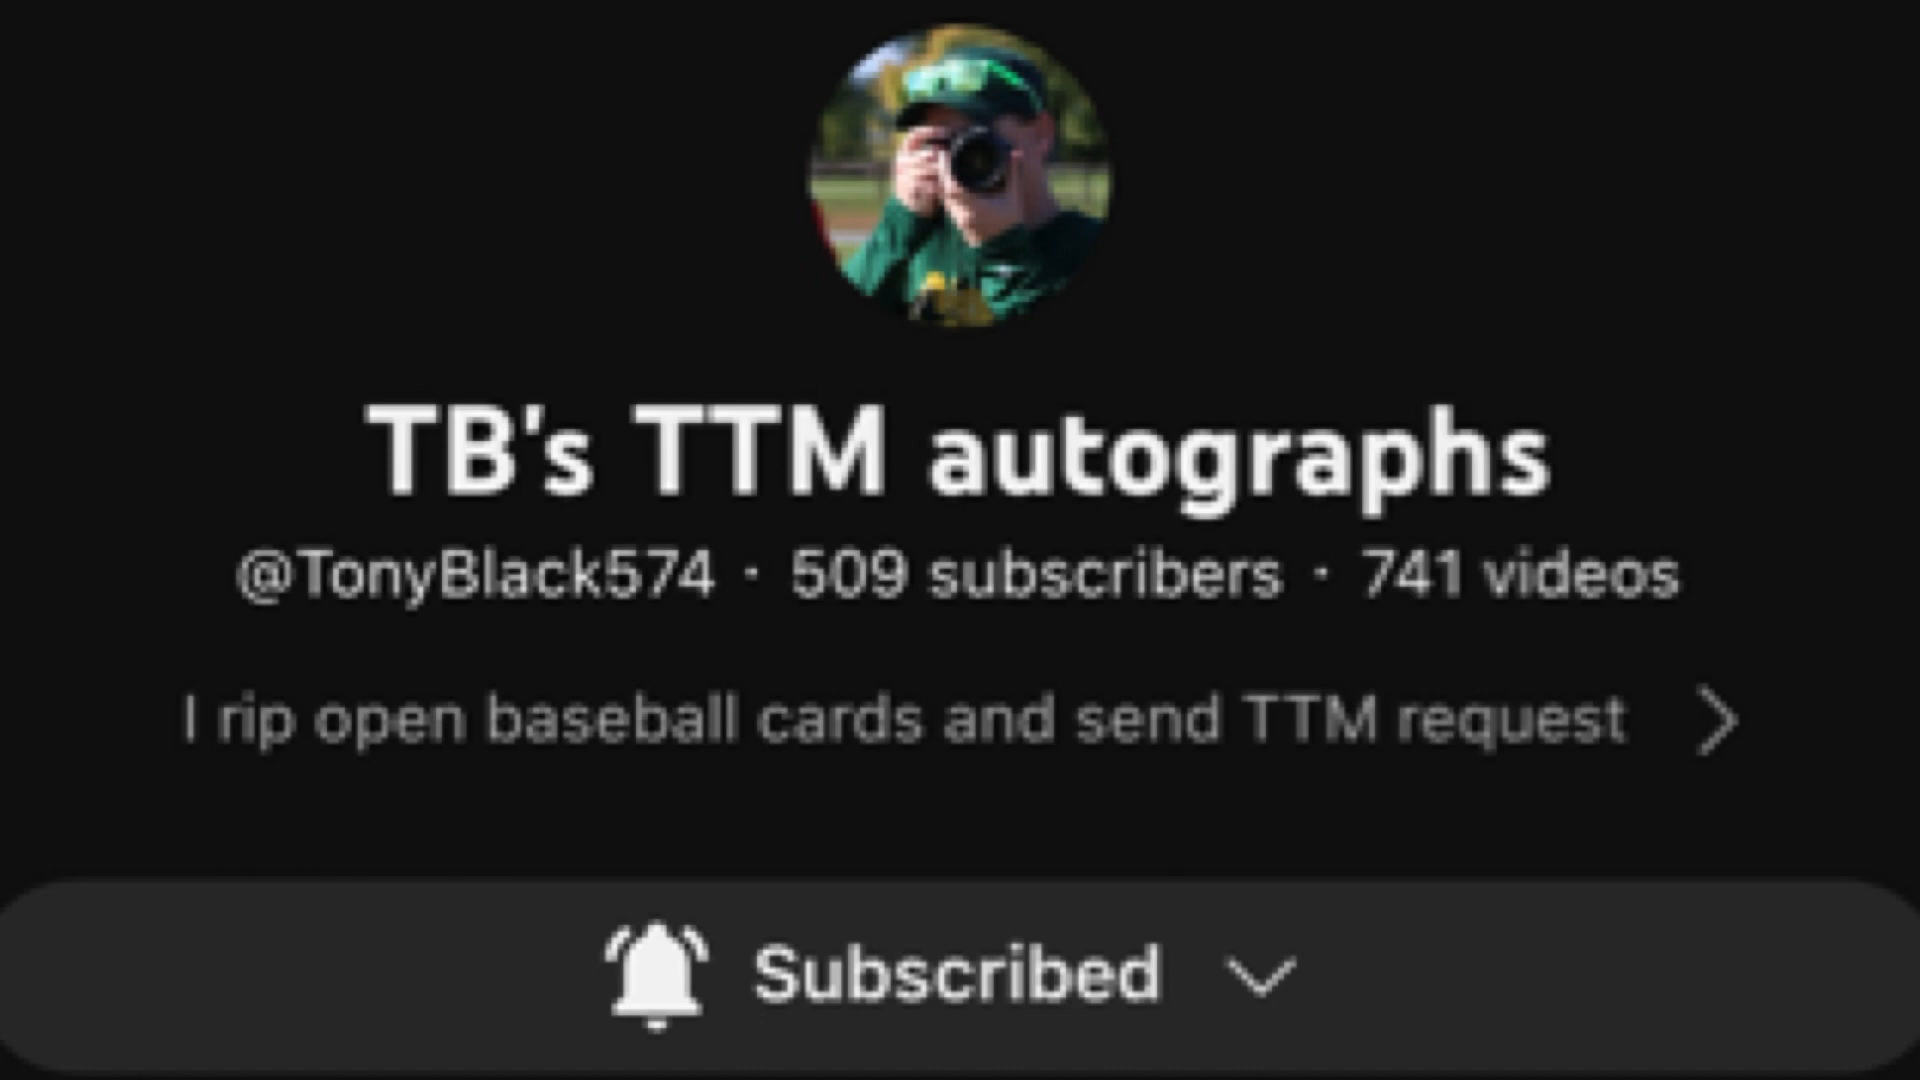 TB's TTM autographs
@TonyBlack574 · 509 subscribers · 741 videos
I rip open baseball cards and send TTM request
Subscribed